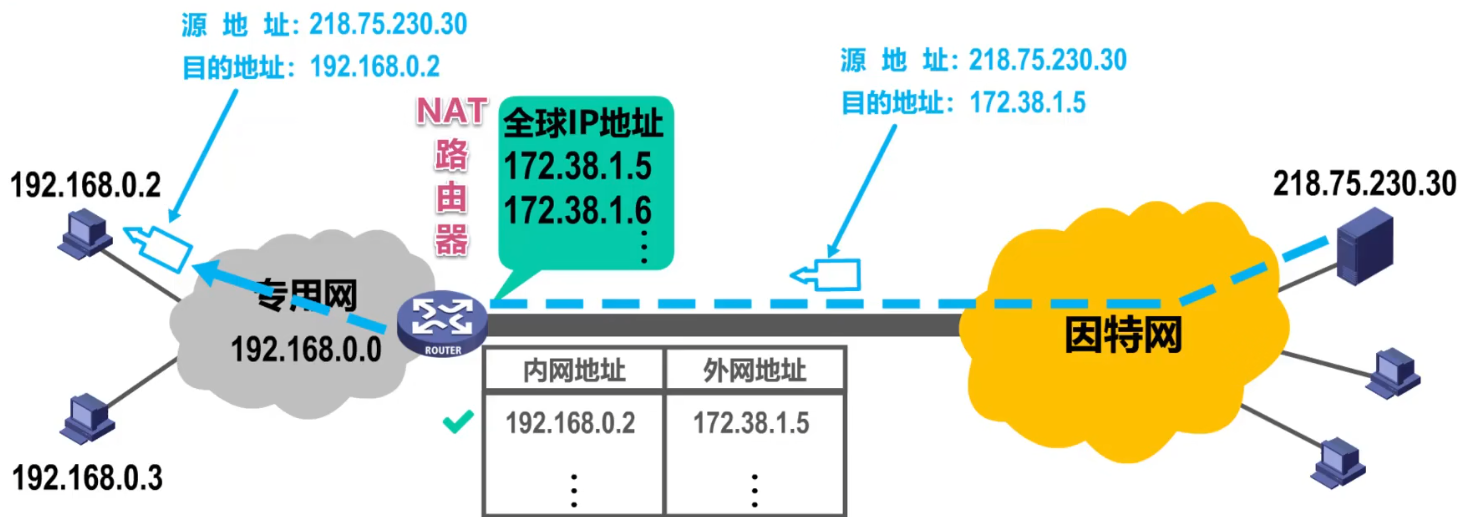 源 地 址: 218.75.230.30
目的地址: 192.168.0.2
源 地 址: 218.75.230.30
目的地址: 172.38.1.5
NAT
路
由
器
全球IP地址
172.38.1.5
172.38.1.6
⋮
192.168.0.2
218.75.230.30
专用网
192.168.0.0
ROUTER
因特网
内网地址 外网地址
192.168.0.2 172.38.1.5
⋮ ⋮
192.168.0.3